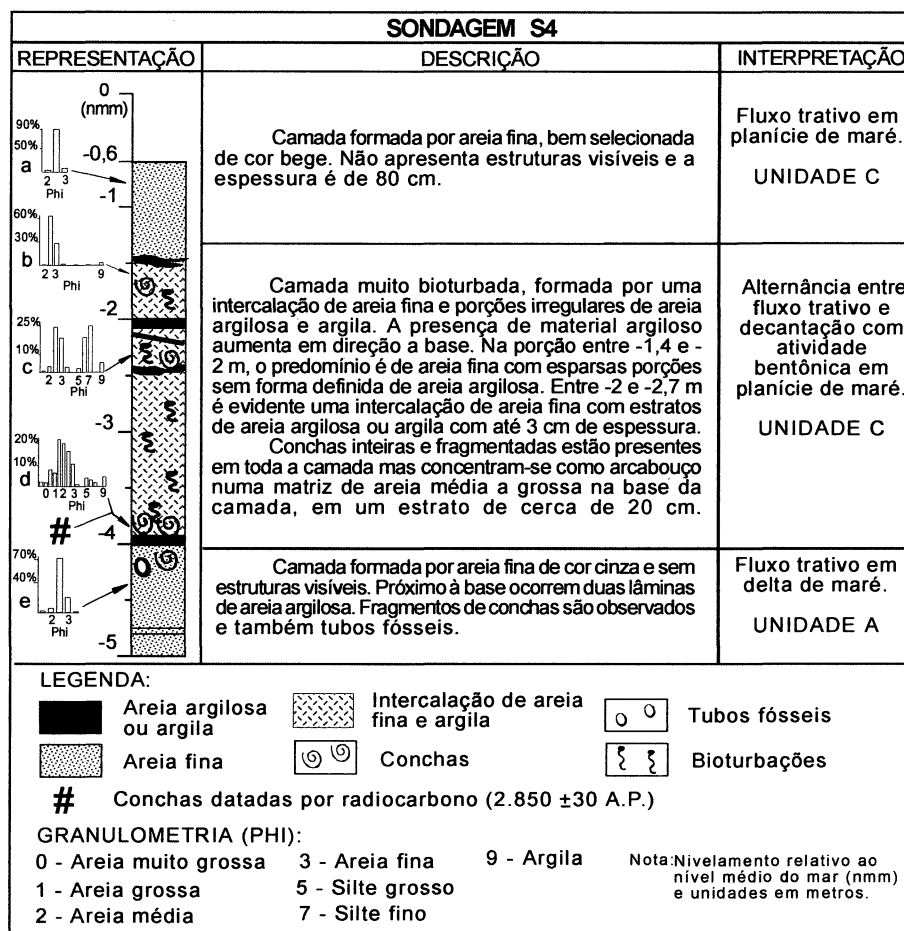 SONDAGEM S4
REPRESENTAÇÃO
DESCRIÇÃO
INTERPRETAÇÃO
0
(nmm)
90%
50%
a
2 3
Phi
-0,6
-1
60%
30%
b
2 3 9
Phi
-2
25%
10%
c
2 3 5 7 9
Phi
-3
20%
10%
d
0 1 2 3 5 9
Phi
#
-4
70%
40%
e
2 3
Phi
-5
Camada formada por areia fina, bem selecionada
de cor bege. Não apresenta estruturas visíveis e a
espessura é de 80 cm.
Fluxo trativo em
planície de maré.
UNIDADE C
Camada muito bioturbada, formada por uma
intercalação de areia fina e porções irregulares de areia
argilosa e argila. A presença de material argiloso
aumenta em direção a base. Na porção entre -1,4 e -
2 m, o predomínio é de areia fina com esparsas porções
sem forma definida de areia argilosa. Entre -2 e -2,7 m
é evidente uma intercalação de areia fina com estratos
de areia argilosa ou argila com até 3 cm de espessura.
Conchas inteiras e fragmentadas estão presentes
em toda a camada mas concentram-se como arcabouço
numa matriz de areia média a grossa na base da
camada, em um estrato de cerca de 20 cm.
Alternância entre
fluxo trativo e
decantação com
atividade
bentônica em
planície de maré.
UNIDADE C
Camada formada por areia fina de cor cinza e sem
estruturas visíveis. Próximo à base ocorrem duas lâminas
de areia argilosa. Fragmentos de conchas são observados
e também tubos fósseis.
Fluxo trativo em
delta de maré.
UNIDADE A
LEGENDA:
Areia argilosa
ou argila
Intercalação de areia
fina e argila
Tubos fósseis
Areia fina
Conchas
Bioturbações
# Conchas datadas por radiocarbono (2.850 ±30 A.P.)
GRANULOMETRIA (PHI):
0 - Areia muito grossa
1 - Areia grossa
2 - Areia média
3 - Areia fina
5 - Silte grosso
7 - Silte fino
9 - Argila
Nota:Nivelamento relativo ao
nível médio do mar (nmm)
e unidades em metros.